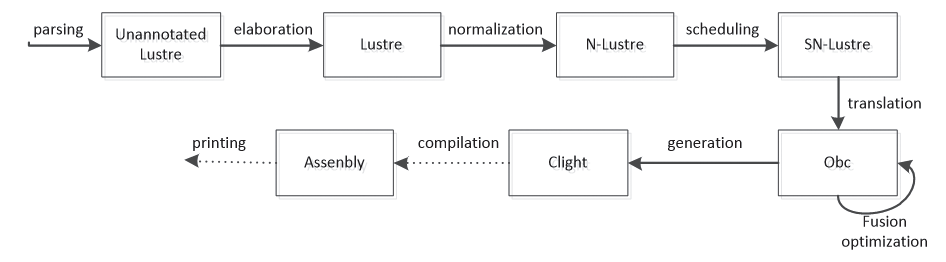 parsing
Unannotated
Lustre
elaboration
Lustre
normalization
N-Lustre
scheduling
SN-Lustre
translation
printing
Assenbly
compilation
Clight
generation
Obc
Fusion
optimization